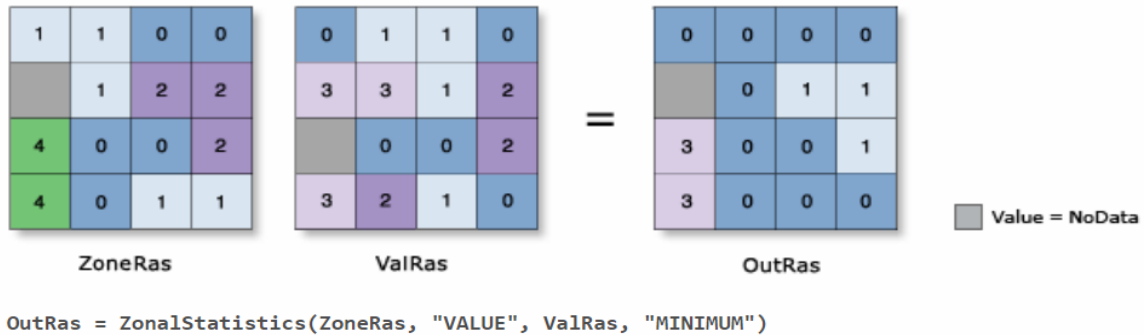 1 1 0 0 0 1 1 0 0 0 0 0
1 2 2 3 3 1 2 = 0 1 1
4 0 0 2 0 0 2 3 0 0 1
4 0 1 1 3 2 1 0 3 0 0 0 Value = NoData
ZoneRas ValRas OutRas
OutRas = ZonalStatistics(ZoneRas, "VALUE", ValRas, "MINIMUM")